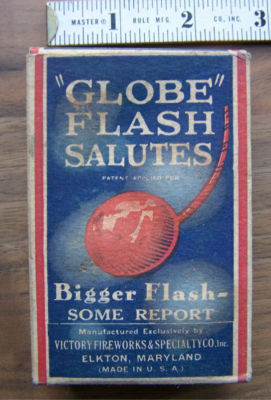 1 2 3
MASTER RULE MFG. CO., INC.
"GLOBE"
FLASH
SALUTES
PATENT APPLIED FOR
Bigger Flash-
SOME REPORT
Manufactured Exclusively by
VICTORY FIREWORKS & SPECIALTY CO. Inc.
ELKTON, MARYLAND
(MADE IN U. S. A.)